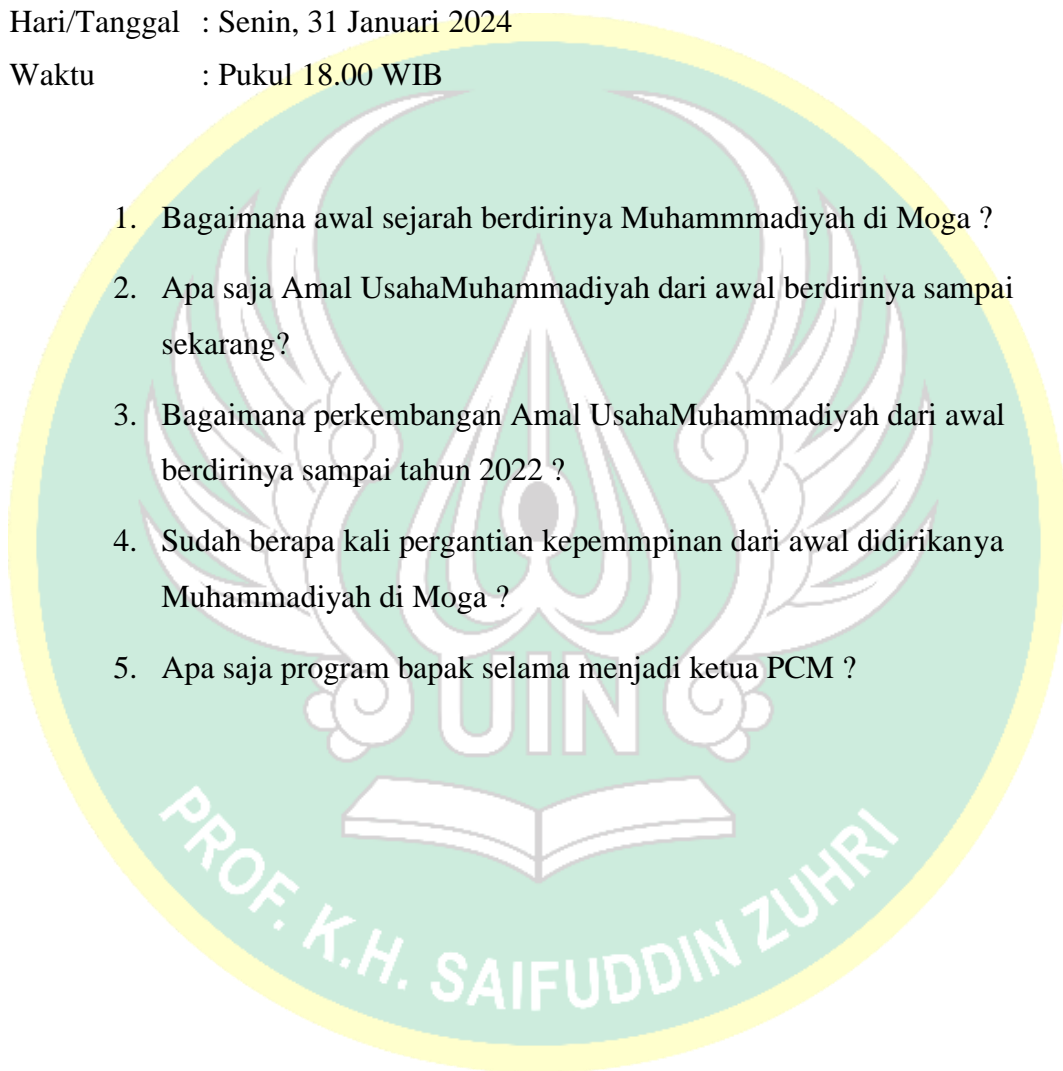 Hari/Tanggal : Senin, 31 Januari 2024
Waktu : Pukul 18.00 WIB
1. Bagaimana awal sejarah berdirinya Muhammmadiyah di Moga ?
2. Apa saja Amal UsahaMuhammadiyah dari awal berdirinya sampai
sekarang?
3. Bagaimana perkembangan Amal UsahaMuhammadiyah dari awal
berdirinya sampai tahun 2022 ?
4. Sudah berapa kali pergantian kepemmpinan dari awal didirikanya
Muhammadiyah di Moga ?
5. Apa saja program bapak selama menjadi ketua PCM ?
UIN
PROF. K.H. SAIFUDDIN ZUHRI